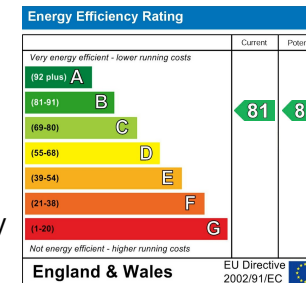 Energy Efficiency Rating
Current
Very energy efficient - lower running costs
(92 plus) A
(81-91) B
81
(69-80) C
(55-68) D
(39-54) E
(21-38) F
(1-20) G
Not energy efficient - higher running costs
England & Wales
EU Directive
2002/91/EC